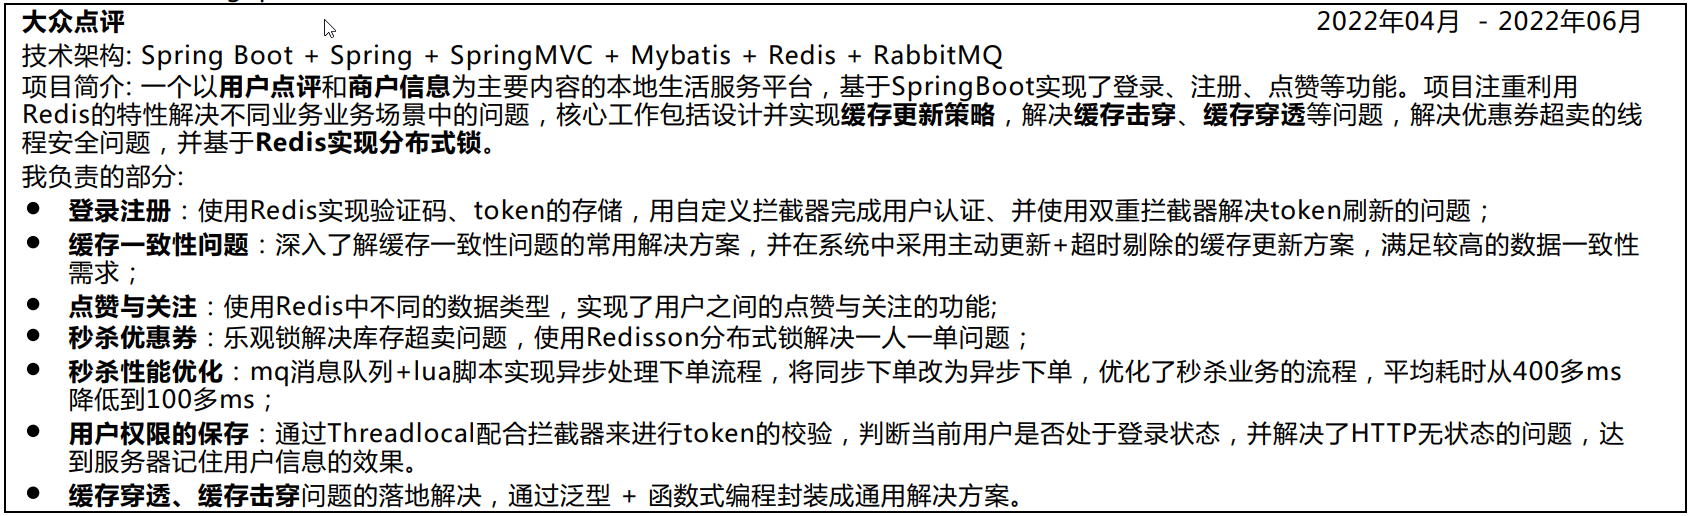 大众点评 2022年04月 - 2022年06月
技术架构: Spring Boot + Spring + SpringMVC + Mybatis + Redis + RabbitMQ
项目简介: 一个以用户点评和商户信息为主要内容的本地生活服务平台，基于SpringBoot实现了登录、注册、点赞等功能。项目注重利用
Redis的特性解决不同业务业务场景中的问题，核心工作包括设计并实现缓存更新策略，解决缓存击穿、缓存穿透等问题，解决优惠券超卖的线
程安全问题，并基于Redis实现分布式锁。
我负责的部分:
● 登录注册：使用Redis实现验证码、token的存储，用自定义拦截器完成用户认证、并使用双重拦截器解决token刷新的问题；
● 缓存一致性问题：深入了解缓存一致性问题的常用解决方案，并在系统中采用主动更新+超时剔除的缓存更新方案，满足较高的数据一致性
需求；
● 点赞与关注：使用Redis中不同的数据类型，实现了用户之间的点赞与关注的功能;
● 秒杀优惠券：乐观锁解决库存超卖问题，使用Redisson分布式锁解决一人一单问题；
● 秒杀性能优化：mq消息队列+lua脚本实现异步处理下单流程，将同步下单改为异步下单，优化了秒杀业务的流程，平均耗时从400多ms
降低到100多ms；
● 用户权限的保存：通过Threadlocal配合拦截器来进行token的校验，判断当前用户是否处于登录状态，并解决了HTTP无状态的问题，达
到服务器记住用户信息的效果。
● 缓存穿透、缓存击穿问题的落地解决，通过泛型 + 函数式编程封装成通用解决方案。